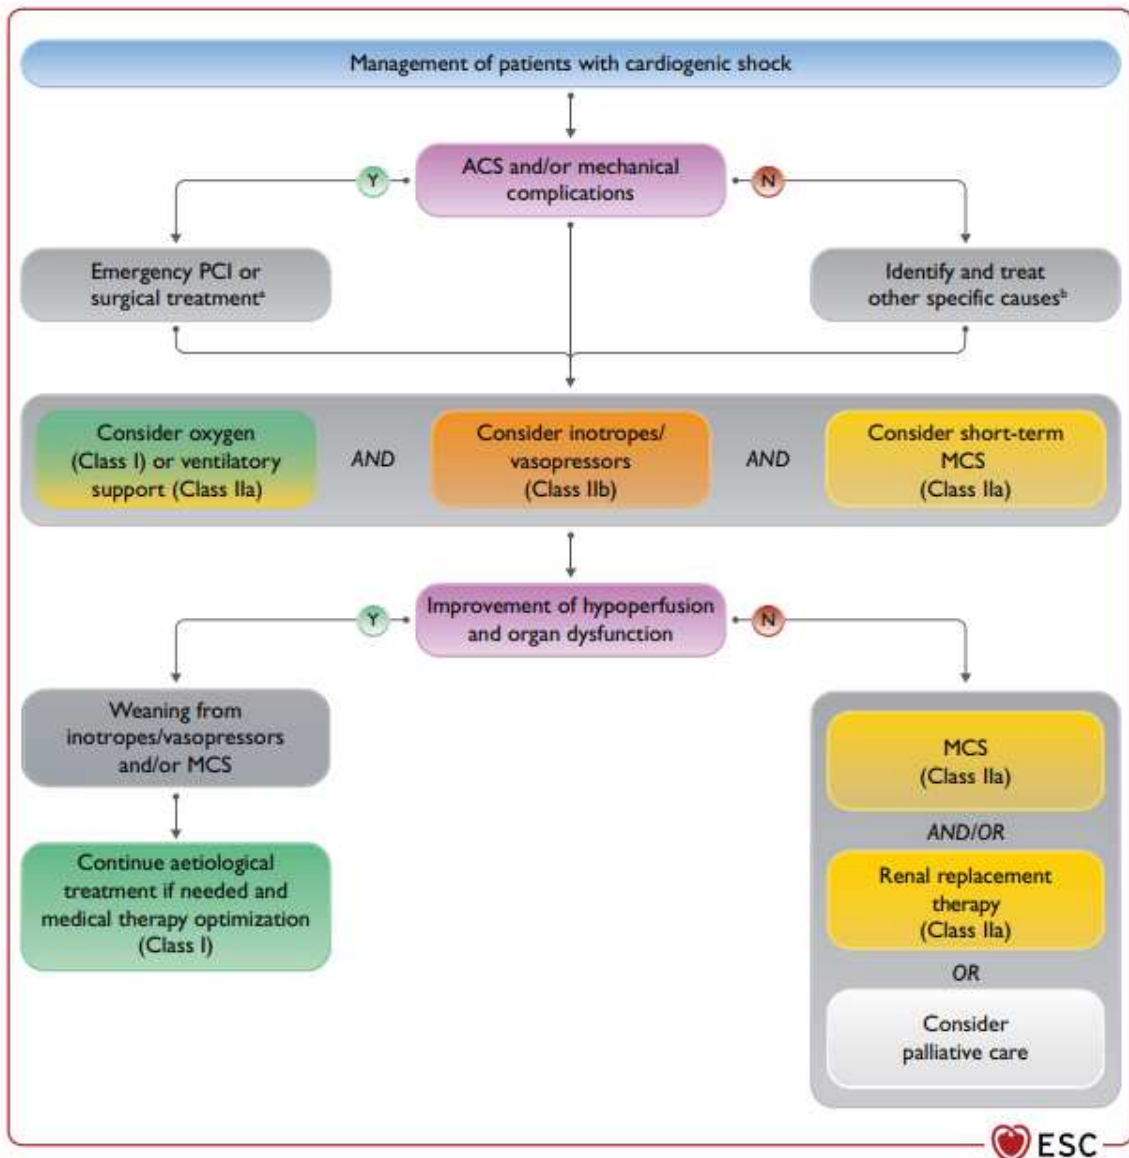 Management of patients with cardiogenic shock
ACS and/or mechanical
complications
Y
N
Emergency PCI or
surgical treatmentᵃ
Identify and treat
other specific causesᵇ
Consider oxygen
(Class I) or ventilatory
support (Class IIa)
AND
Consider inotropes/
vasopressors
(Class IIb)
AND
Consider short-term
MCS
(Class IIa)
Improvement of hypoperfusion
and organ dysfunction
Y
N
Weaning from
inotropes/vasopressors
and/or MCS
Continue aetiological
treatment if needed and
medical therapy optimization
(Class I)
MCS
(Class IIa)
AND/OR
Renal replacement
therapy
(Class IIa)
OR
Consider
palliative care
ESC